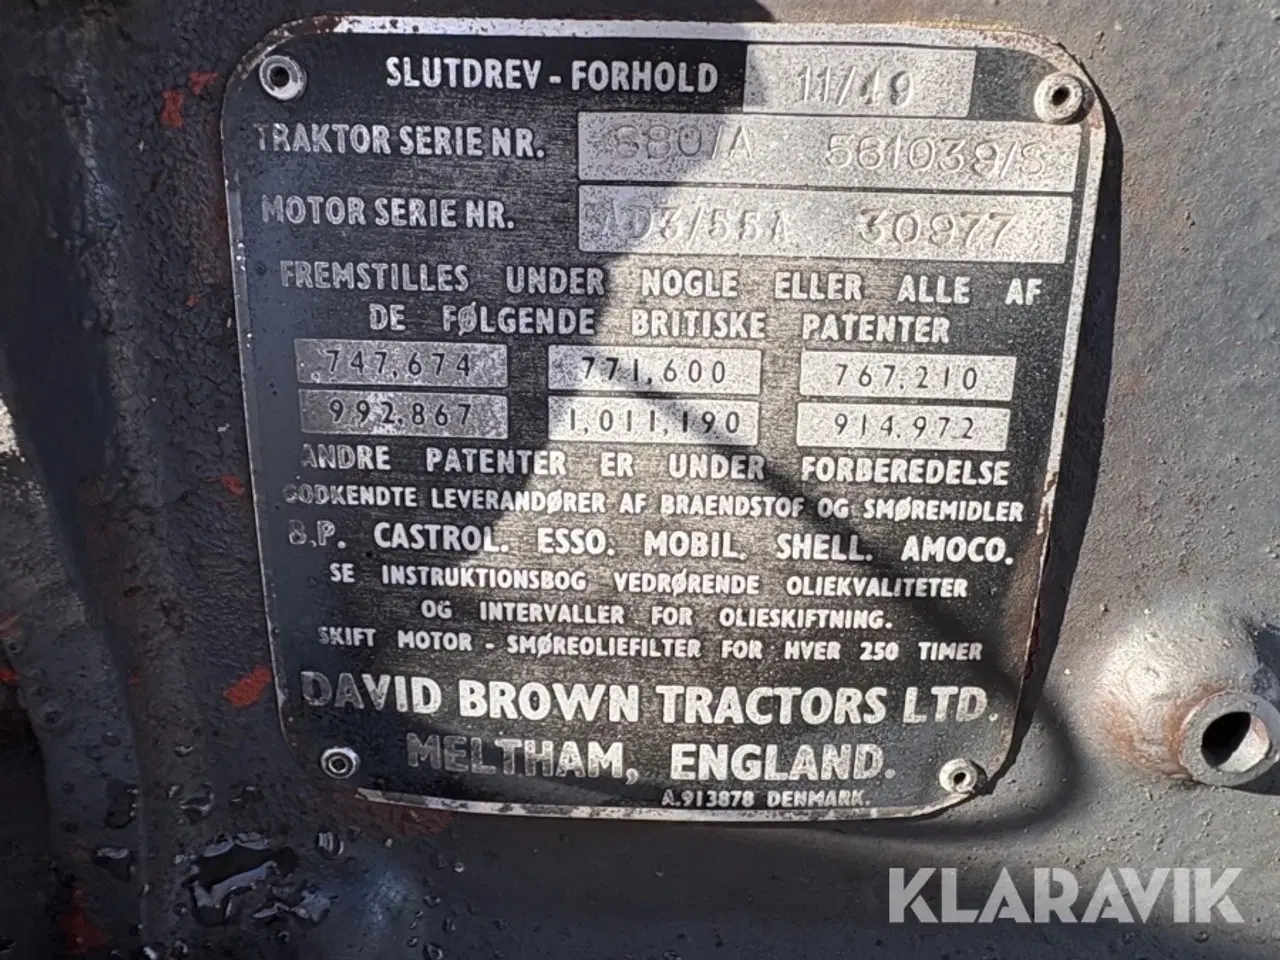 SLUTDREV - FORHOLD 11/49
TRAKTOR SERIE NR. 880/A 561039/S
MOTOR SERIE NR. AD3/55A 30977
FREMSTILLES UNDER NOGLE ELLER ALLE AF
DE FØLGENDE BRITISKE PATENTER
747,674 771,600 767,210
992,867 1,011,190 914,972
ANDRE PATENTER ER UNDER FORBEREDELSE
GODKENDTE LEVERANDØRER AF BRAENDSTOF OG SMØREMIDLER
B.P. CASTROL. ESSO. MOBIL. SHELL. AMOCO.
SE INSTRUKTIONSBOG VEDRØRENDE OLIEKVALITETER
OG INTERVALLER FOR OLIESKIFTNING.
SKIFT MOTOR - SMØREOLIEFILTER FOR HVER 250 TIMER
DAVID BROWN TRACTORS LTD.
MELTHAM, ENGLAND.
A.913878 DENMARK.
KLARAVIK